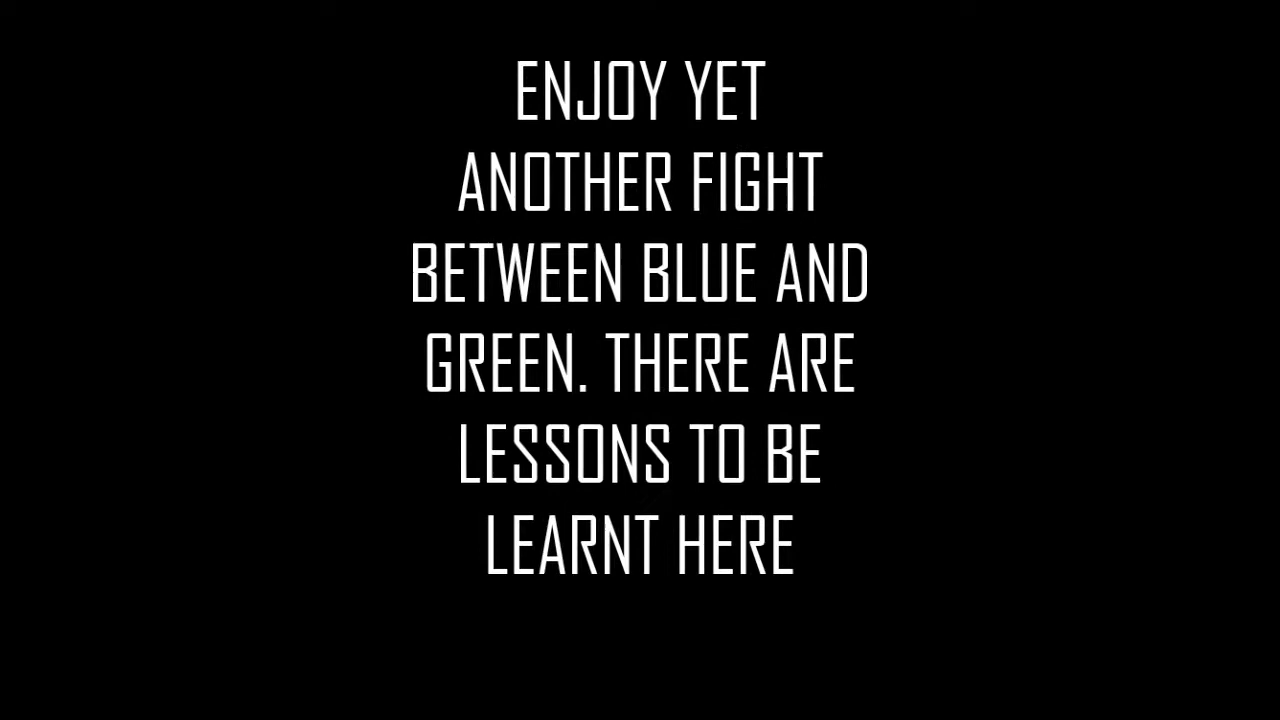 ENJOY YET
ANOTHER FIGHT
BETWEEN BLUE AND
GREEN. THERE ARE
LESSONS TO BE
LEARNT HERE